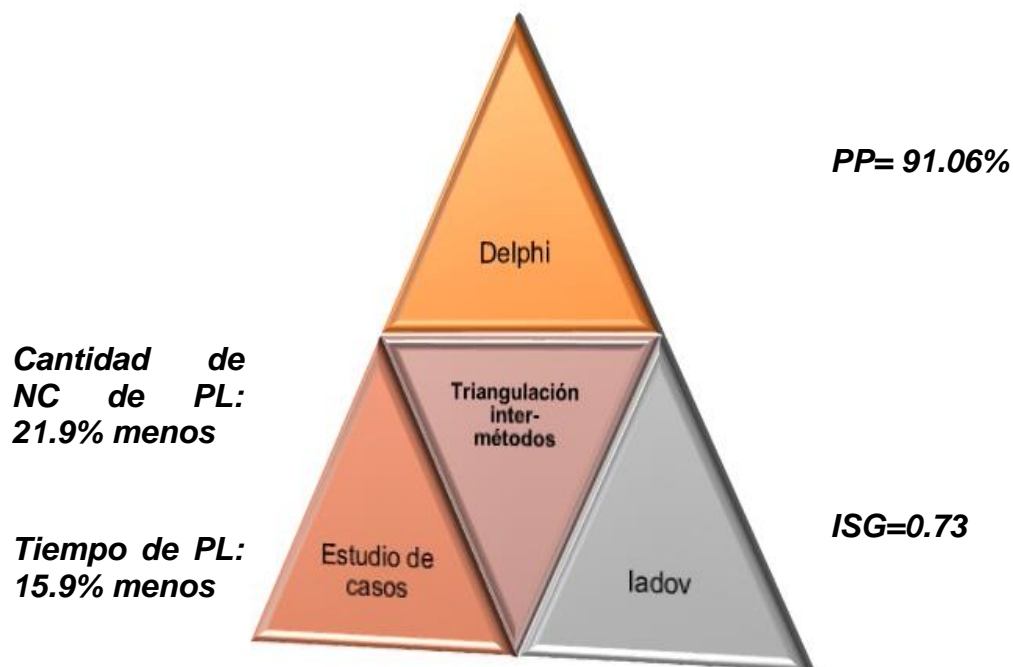 PP= 91.06%
Delphi
Cantidad de
NC de PL:
21.9% menos
Triangulación
inter-
métodos
ISG=0.73
Tiempo de PL:
15.9% menos
Estudio de
casos
Iadov